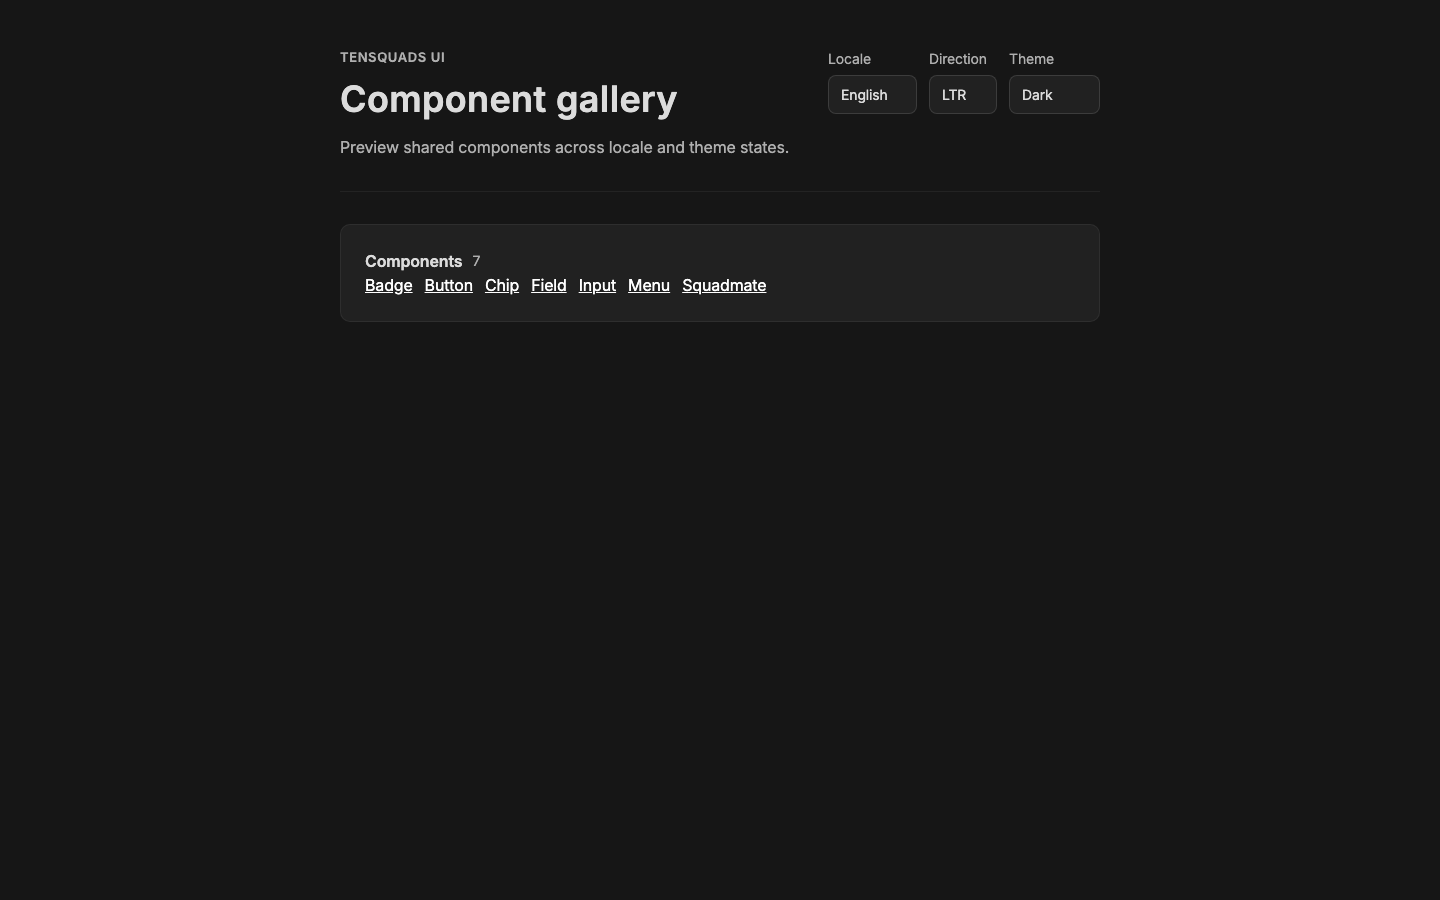 TENSQUADS UI
Component gallery
Preview shared components across locale and theme states.
Locale Direction Theme
English LTR Dark
Components 7
Badge Button Chip Field Input Menu Squadmate